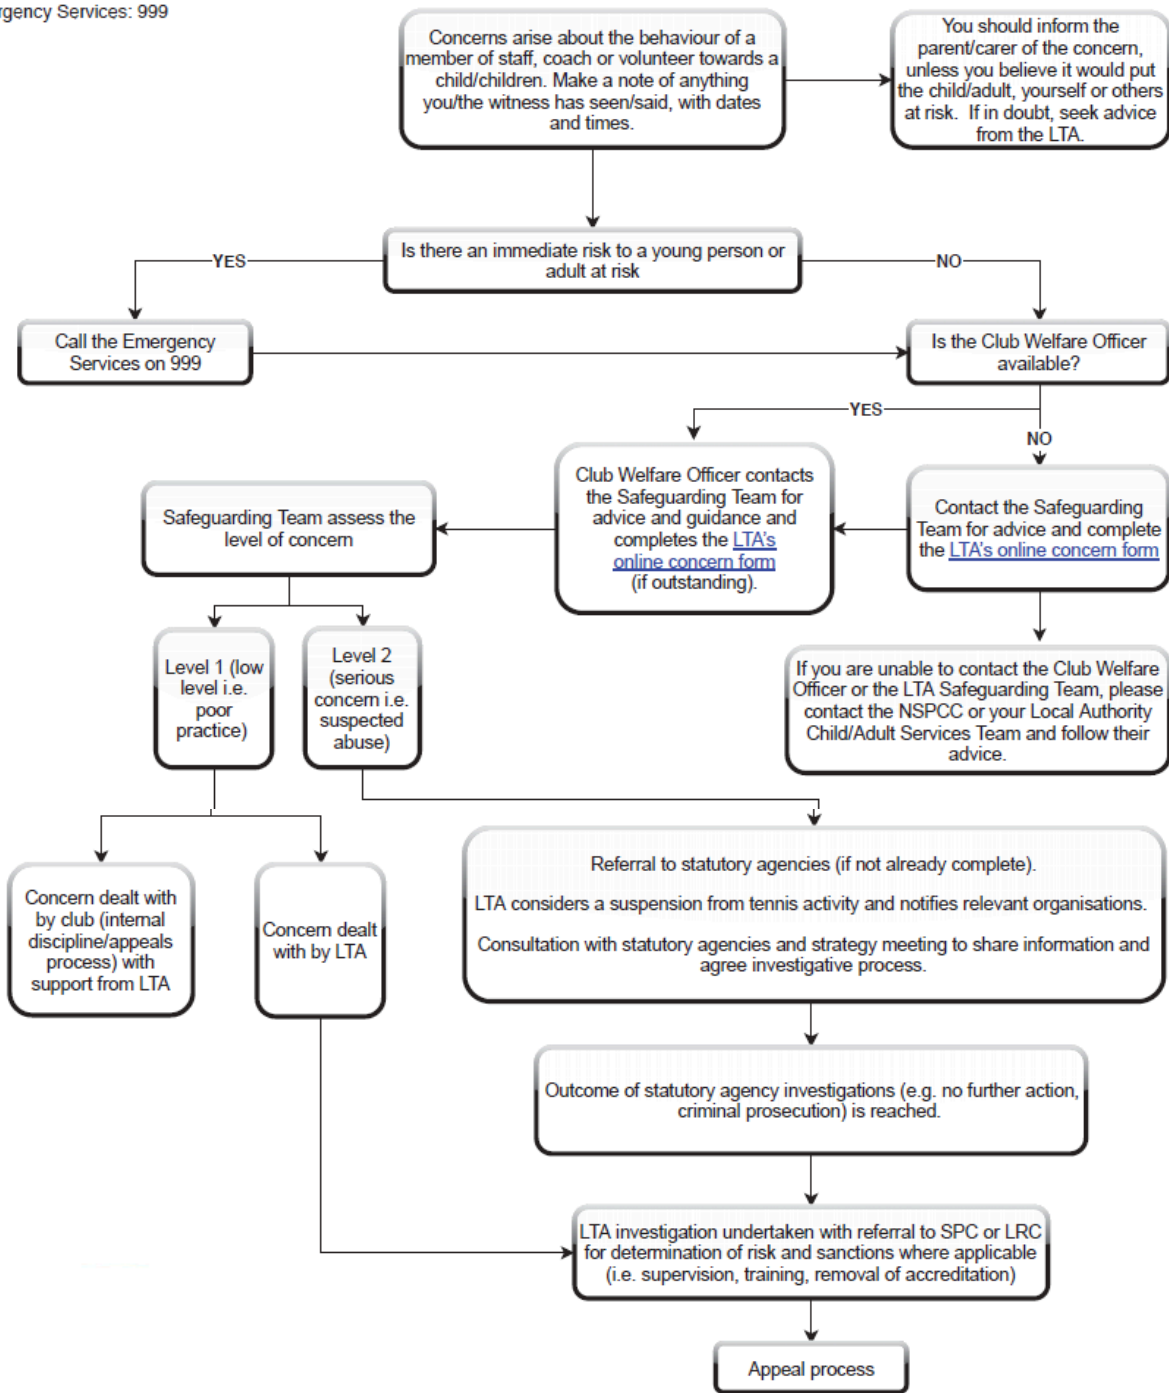 rgency Services: 999
Concerns arise about the behaviour of a
member of staff, coach or volunteer towards a
child/children. Make a note of anything
you/the witness has seen/said, with dates
and times.
You should inform the
parent/carer of the concern,
unless you believe it would put
the child/adult, yourself or others
at risk. If in doubt, seek advice
from the LTA.
Is there an immediate risk to a young person or
adult at risk
YES
NO
Call the Emergency
Services on 999
Is the Club Welfare Officer
available?
YES
NO
Club Welfare Officer contacts
the Safeguarding Team for
advice and guidance and
completes the LTA's
online concern form
(if outstanding).
Contact the Safeguarding
Team for advice and complete
the LTA's online concern form
Safeguarding Team assess the
level of concern
Level 1 (low
level i.e.
poor
practice)
Level 2
(serious
concern i.e.
suspected
abuse)
If you are unable to contact the Club Welfare
Officer or the LTA Safeguarding Team, please
contact the NSPCC or your Local Authority
Child/Adult Services Team and follow their
advice.
Concern dealt with
by club (internal
discipline/appeals
process) with
support from LTA
Concern dealt
with by LTA
Referral to statutory agencies (if not already complete).
LTA considers a suspension from tennis activity and notifies relevant organisations.
Consultation with statutory agencies and strategy meeting to share information and
agree investigative process.
Outcome of statutory agency investigations (e.g. no further action,
criminal prosecution) is reached.
LTA investigation undertaken with referral to SPC or LRC
for determination of risk and sanctions where applicable
(i.e. supervision, training, removal of accreditation)
Appeal process